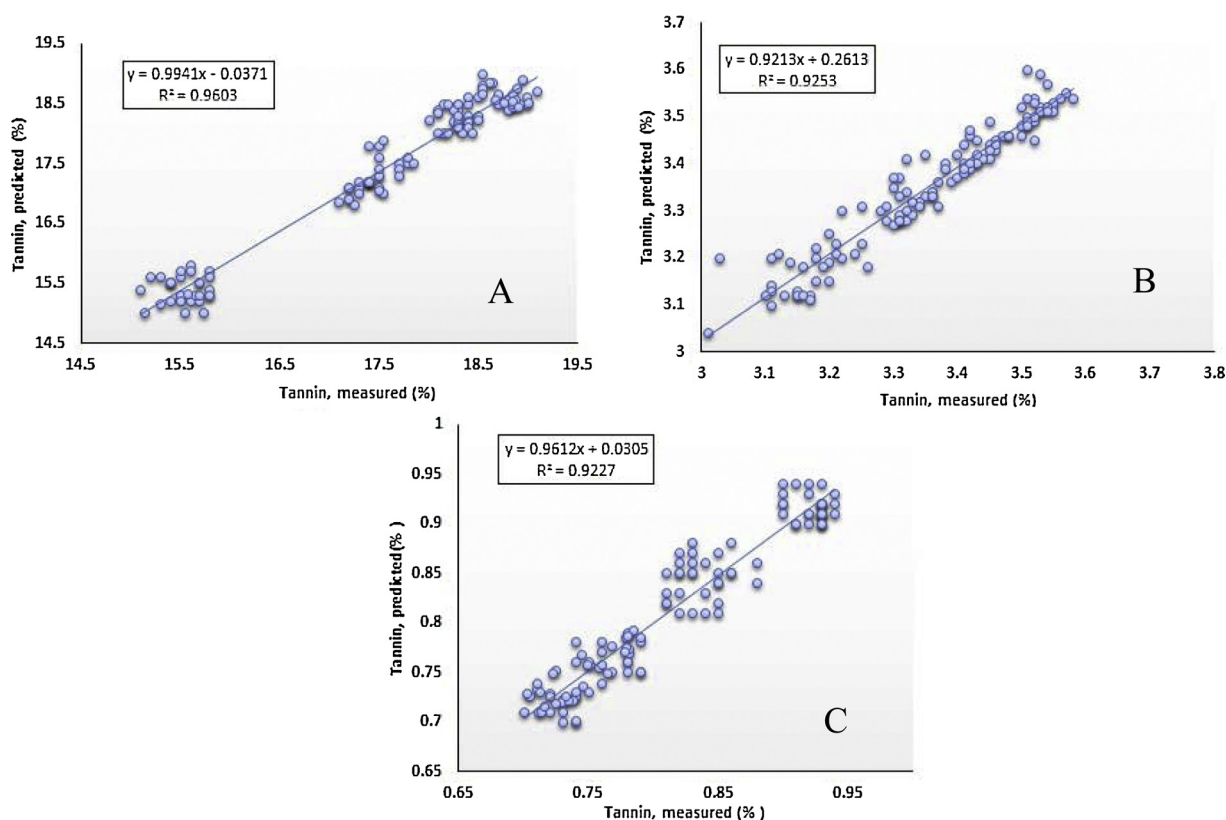 19.5
18.5
17.5
16.5
15.5
14.5
Tannin, predicted (%)
y = 0.9941x - 0.0371
R² = 0.9603
A
14.5 15.5 16.5 17.5 18.5 19.5
Tannin, measured (%)
3.7
3.6
3.5
3.4
3.3
3.2
3.1
3
Tannin, predicted (%)
y = 0.9213x + 0.2613
R² = 0.9253
B
3 3.1 3.2 3.3 3.4 3.5 3.6 3.7 3.8
Tannin, measured (%)
1
0.95
0.9
0.85
0.8
0.75
0.7
0.65
Tannin, predicted(% )
y = 0.9612x + 0.0305
R² = 0.9227
C
0.65 0.75 0.85 0.95
Tannin, measured (% )